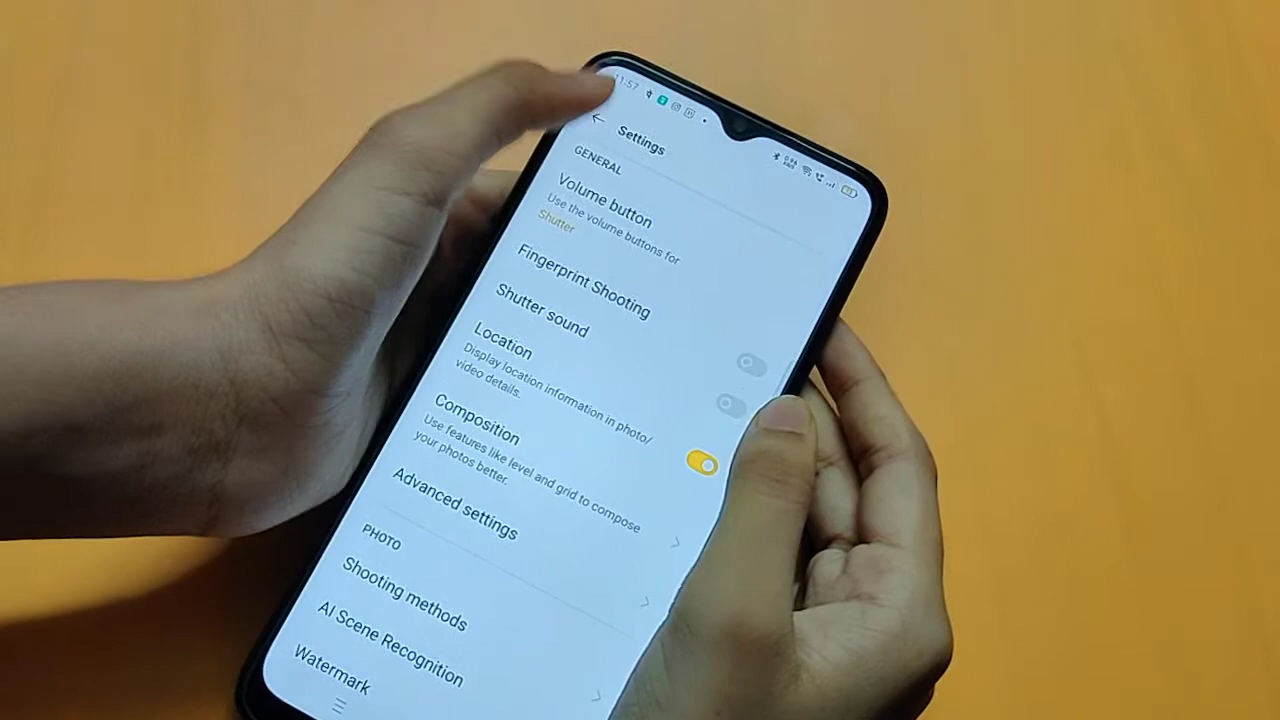 11:57
Settings
GENERAL
Volume button
Use the volume buttons for
Shutter
Fingerprint Shooting
Shutter sound
Location
Display location information in photo/
video details.
Composition
Use features like level and grid to compose
your photos better.
Advanced settings
PHOTO
Shooting methods
AI Scene Recognition
Watermark